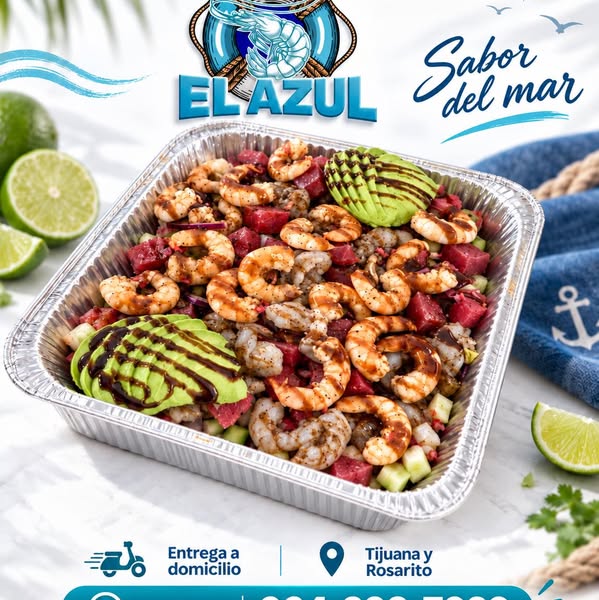 EL AZUL
Sabor
del mar
Entrega a
domicilio
Tijuana y
Rosarito